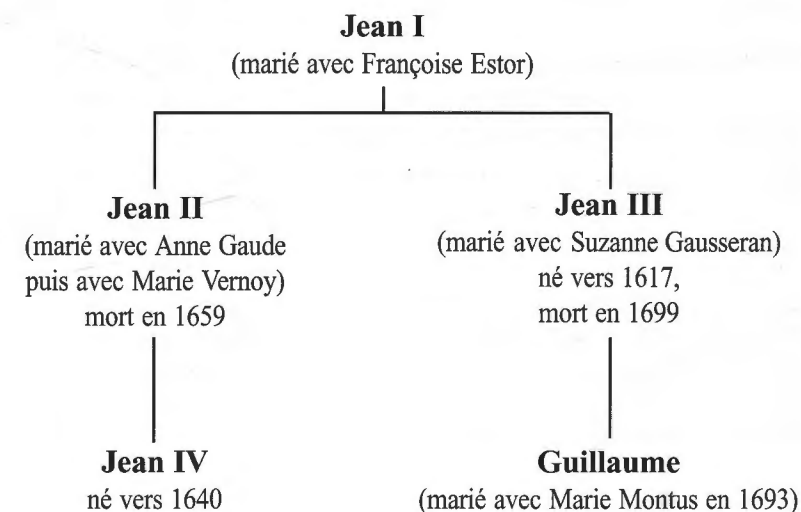 Jean I
(marié avec Françoise Estor)
Jean II
(marié avec Anne Gaude
puis avec Marie Vernoy)
mort en 1659
Jean III
(marié avec Suzanne Gausseran)
né vers 1617,
mort en 1699
Jean IV
né vers 1640
Guillaume
(marié avec Marie Montus en 1693)